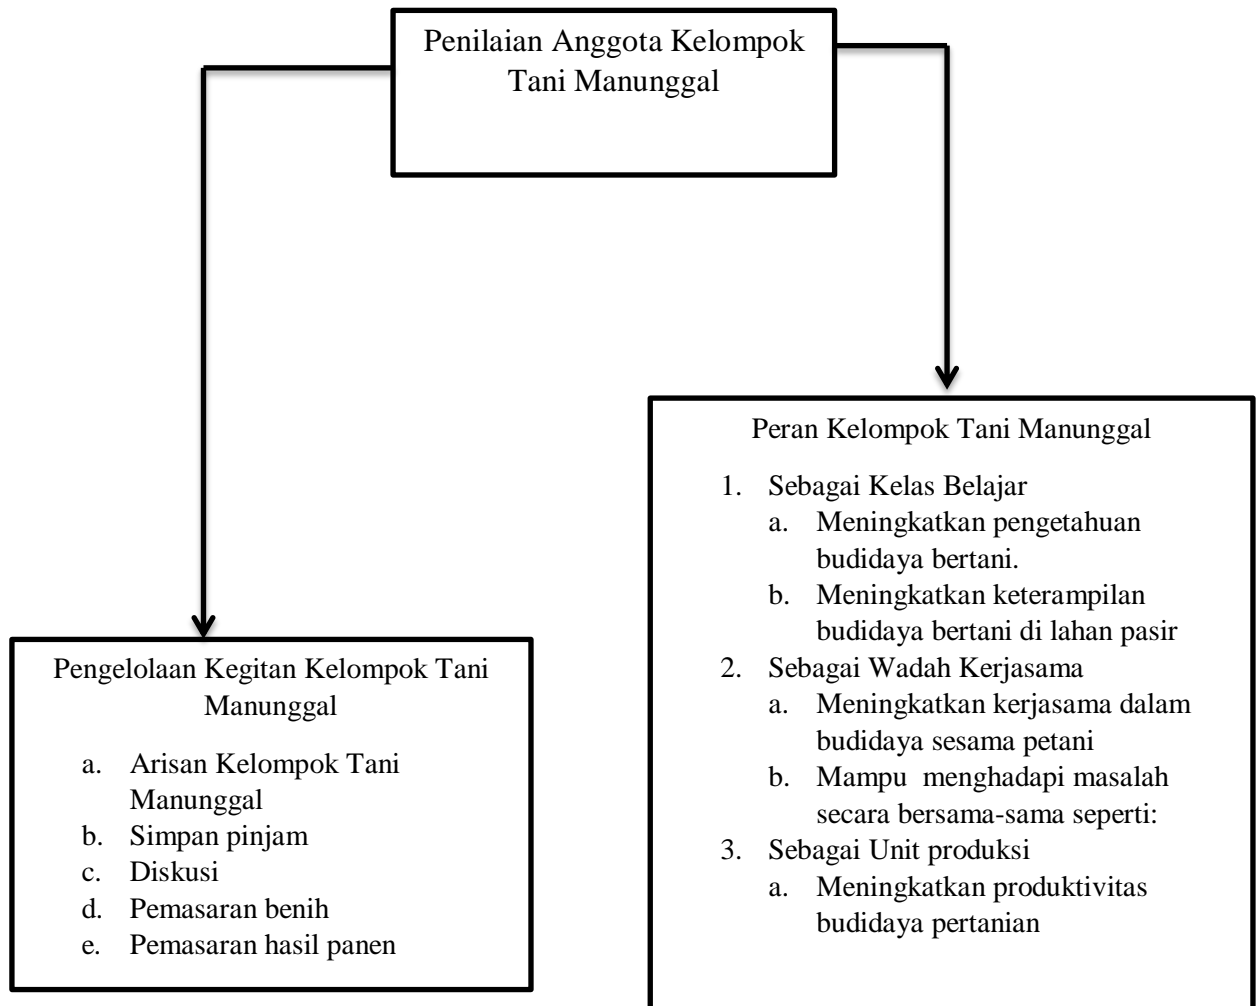 Penilaian Anggota Kelompok
Tani Manunggal
Pengelolaan Kegitan Kelompok Tani
Manunggal
a. Arisan Kelompok Tani
Manunggal
b. Simpan pinjam
c. Diskusi
d. Pemasaran benih
e. Pemasaran hasil panen
Peran Kelompok Tani Manunggal
1. Sebagai Kelas Belajar
a. Meningkatkan pengetahuan
budidaya bertani.
b. Meningkatkan keterampilan
budidaya bertani di lahan pasir
2. Sebagai Wadah Kerjasama
a. Meningkatkan kerjasama dalam
budidaya sesama petani
b. Mampu menghadapi masalah
secara bersama-sama seperti:
3. Sebagai Unit produksi
a. Meningkatkan produktivitas
budidaya pertanian